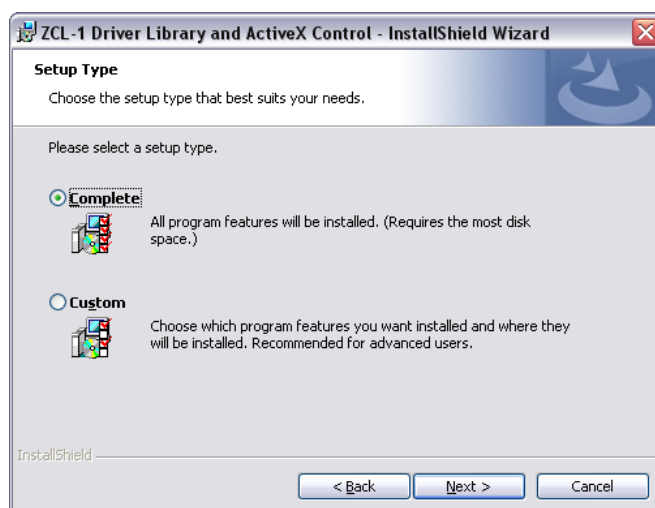 ZCL-1 Driver Library and ActiveX Control - InstallShield Wizard
Setup Type
Choose the setup type that best suits your needs.
Please select a setup type.
Complete
All program features will be installed. (Requires the most disk
space.)
Custom
Choose which program features you want installed and where they
will be installed. Recommended for advanced users.
InstallShield
< Back Next > Cancel